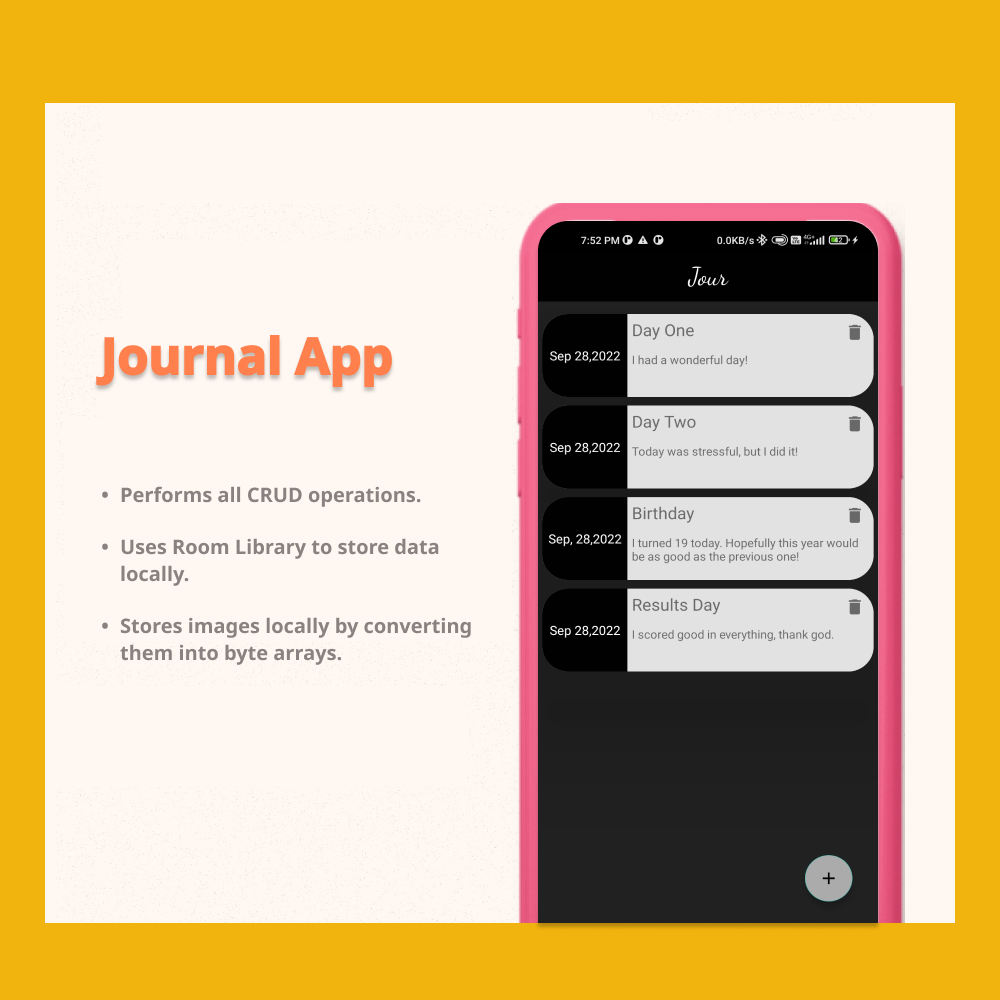 Journal App
• Performs all CRUD operations.
• Uses Room Library to store data
locally.
• Stores images locally by converting
them into byte arrays.
7:52 PM 0.0KB/s 4G+ 42
Jour
Day One
Sep 28,2022
I had a wonderful day!
Day Two
Sep 28,2022
Today was stressful, but I did it!
Birthday
Sep, 28,2022
I turned 19 today. Hopefully this year would
be as good as the previous one!
Results Day
Sep 28,2022
I scored good in everything, thank god.
+